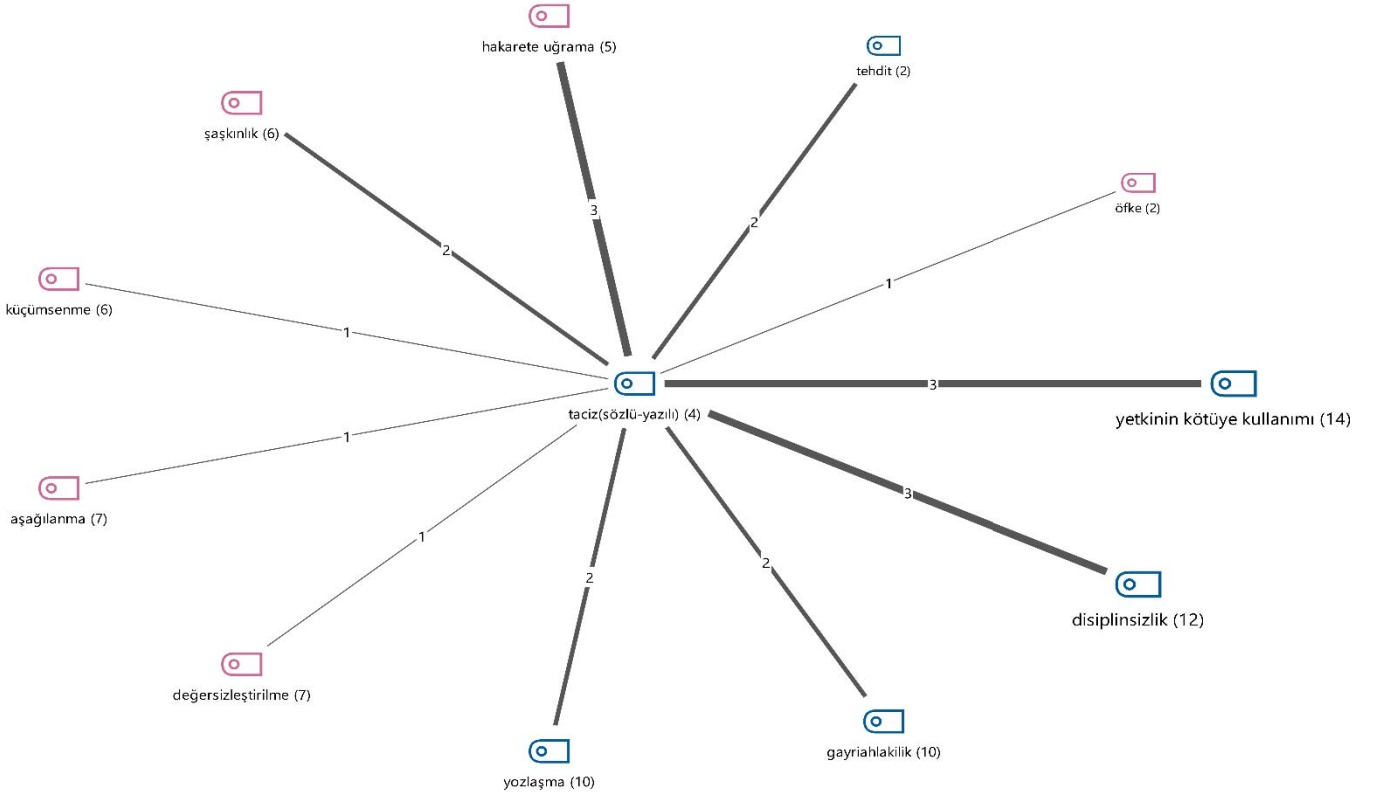 hakarete uğrama (5)
tehdit (2)
şaşkınlık (6)
öfke (2)
3
2
2
küçümsenme (6)
1
1
taciz(sözlü-yazılı) (4)
3
yetkinin kötüye kullanımı (14)
1
aşağılanma (7)
3
1
2
2
disiplinsizlik (12)
değersizleştirilme (7)
gayriahlakilik (10)
yozlaşma (10)